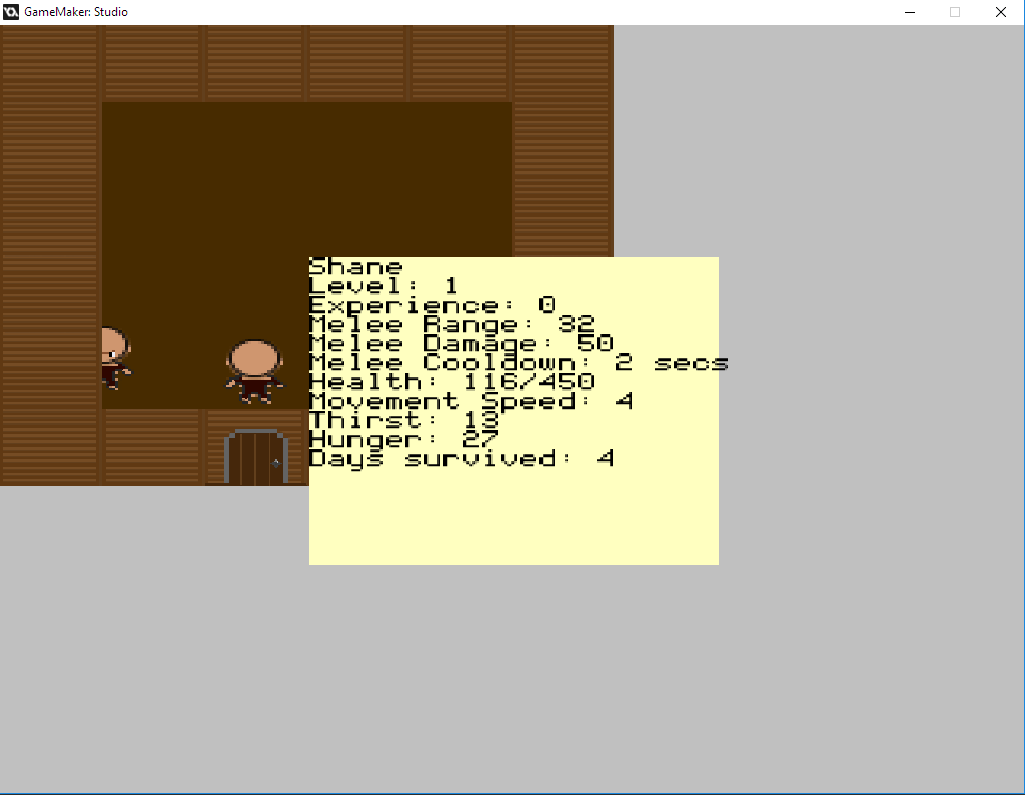 GameMaker: Studio
Shane
Level: 1
Experience: 0
Melee Range: 32
Melee Damage: 50
Melee Cooldown: 2 secs
Health: 116/450
Movement Speed: 4
Thirst: 13
Hunger: 27
Days survived: 4